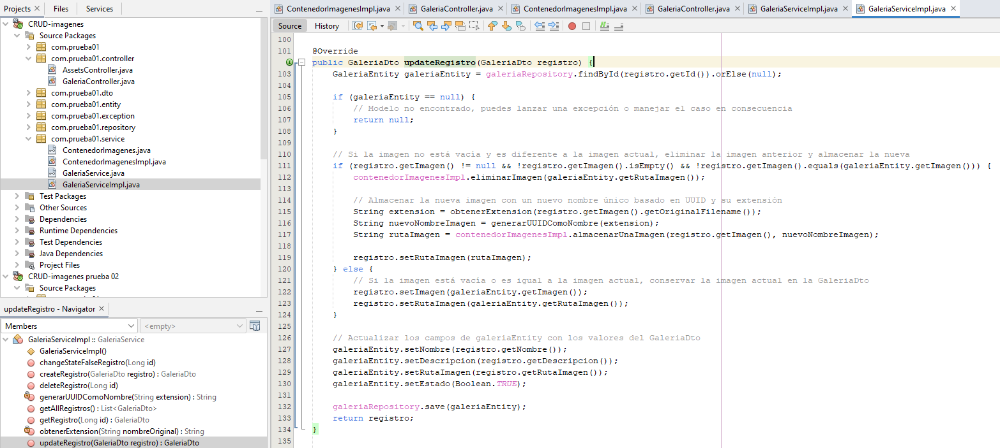 Projects
Files
Services
CRUD-imagenes
Source Packages
com.prueba01
com.prueba01.controller
AssetsController.java
GaleriaController.java
com.prueba01.dto
com.prueba01.entity
com.prueba01.exception
com.prueba01.repository
com.prueba01.service
ContenedorImagenes.java
ContenedorImagenesImpl.java
GaleriaService.java
GaleriaServiceImpl.java
Test Packages
Other Sources
Dependencies
Runtime Dependencies
Test Dependencies
Java Dependencies
Project Files
CRUD-imagenes prueba 02
Source Packages
updateRegistro - Navigator
Members
<empty>
GaleriaServiceImpl :: GaleriaService
GaleriaServiceImpl()
changeStateFalseRegistro(Long id)
createRegistro(GaleriaDto registro) : GaleriaDto
deleteRegistro(Long id)
generarUUIDComoNombre(String extension) : String
getAllRegistros() : List<GaleriaDto>
getRegistro(Long id) : GaleriaDto
obtenerExtension(String nombreOriginal) : String
updateRegistro(GaleriaDto registro) : GaleriaDto
ContenedorImagenesImpl.java
GaleriaController.java
ContenedorImagenesImpl.java
GaleriaController.java
GaleriaServiceImpl.java
GaleriaServiceImpl.java
Source
History
100
101 @Override
public GaleriaDto updateRegistro(GaleriaDto registro) {
103 GaleriaEntity galeriaEntity = galeriaRepository.findById(registro.getId()).orElse(null);
104
105 if (galeriaEntity == null) {
106 // Modelo no encontrado, puedes lanzar una excepción o manejar el caso en consecuencia
107 return null;
108 }
109
110 // Si la imagen no está vacía y es diferente a la imagen actual, eliminar la imagen anterior y almacenar la nueva
111 if (registro.getImagen() != null && !registro.getImagen().isEmpty() && !registro.getImagen().equals(galeriaEntity.getImagen())) {
112 contenedorImagenesImpl.eliminarImagen(galeriaEntity.getRutaImagen());
113
114 // Almacenar la nueva imagen con un nuevo nombre único basado en UUID y su extensión
115 String extension = obtenerExtension(registro.getImagen().getOriginalFilename());
116 String nuevoNombreImagen = generarUUIDComoNombre(extension);
117 String rutaImagen = contenedorImagenesImpl.almacenarUnaImagen(registro.getImagen(), nuevoNombreImagen);
118
119 registro.setRutaImagen(rutaImagen);
120 } else {
121 // Si la imagen está vacía o es igual a la imagen actual, conservar la imagen actual en la GaleriaDto
122 registro.setImagen(galeriaEntity.getImagen());
123 registro.setRutaImagen(galeriaEntity.getRutaImagen());
124 }
125
126 // Actualizar los campos de galeriaEntity con los valores del GaleriaDto
127 galeriaEntity.setNombre(registro.getNombre());
128 galeriaEntity.setDescripcion(registro.getDescripcion());
129 galeriaEntity.setRutaImagen(registro.getRutaImagen());
130 galeriaEntity.setEstado(Boolean.TRUE);
131
132 galeriaRepository.save(galeriaEntity);
133 return registro;
134 }
135